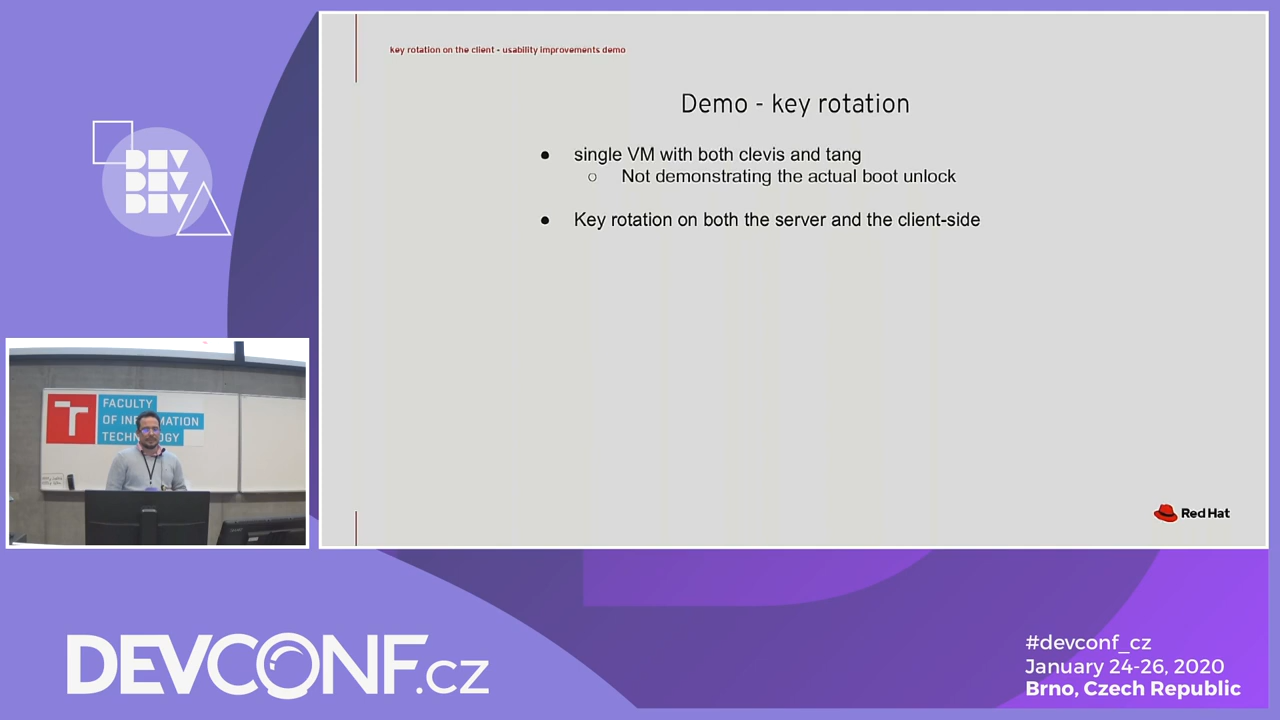 key rotation on the client - usability improvements demo
Demo - key rotation
● single VM with both clevis and tang
○ Not demonstrating the actual boot unlock
● Key rotation on both the server and the client-side
Red Hat
DEV
DEV
DEV
FACULTY
OF INFORMATION
TECHNOLOGY
DEVCONF.cz
#devconf_cz
January 24-26, 2020
Brno, Czech Republic